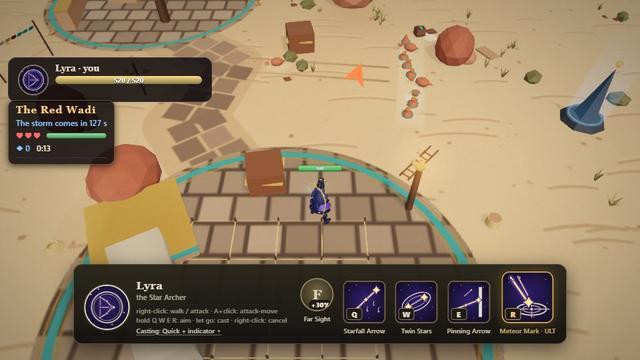 Lyra · you
520 / 520
The Red Wadi
The storm comes in 127 s
0 0:13
Lyra
the Star Archer
right-click: walk / attack · A+click: attack-move
hold Q W E R: aim · let go: cast · right-click: cancel
Casting: Quick + indicator
F
+30%
Far Sight
Q
Starfall Arrow
W
Twin Stars
E
Pinning Arrow
R
Meteor Mark · ULT